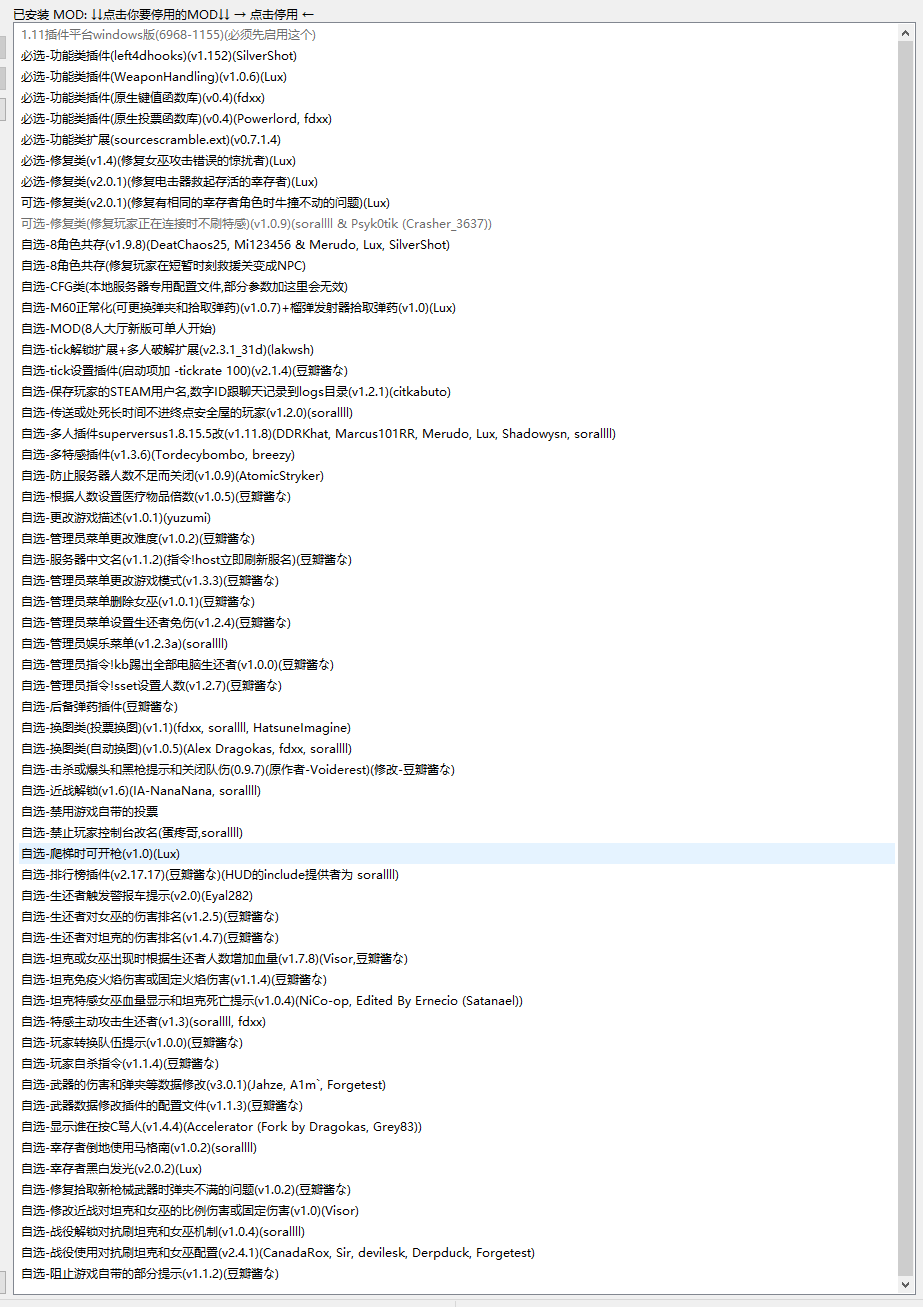 已安装 MOD: ↓↓点击你要停用的MOD↓↓ → 点击停用 ←
1.11插件平台windows版(6968-1155)(必须先启用这个)
必选-功能类插件(left4dhooks)(v1.152)(SilverShot)
必选-功能类插件(WeaponHandling)(v1.0.6)(Lux)
必选-功能类插件(原生键值函数库)(v0.4)(fdxx)
必选-功能类插件(原生投票函数库)(v0.4)(Powerlord, fdxx)
必选-功能类扩展(sourcescramble.ext)(v0.7.1.4)
必选-修复类(v1.4)(修复女巫攻击错误的惊扰者)(Lux)
必选-修复类(v2.0.1)(修复电击器救起存活的幸存者)(Lux)
可选-修复类(v2.0.1)(修复有相同的幸存者角色时牛撞不动的问题)(Lux)
可选-修复类(修复玩家正在连接时不刷特感)(v1.0.9)(sorallll & Psyk0tik (Crasher_3637))
自选-8角色共存(v1.9.8)(DeatChaos25, Mi123456 & Merudo, Lux, SilverShot)
自选-8角色共存(修复玩家在短暂时刻救援关变成NPC)
自选-CFG类(本地服务器专用配置文件,部分参数加这里会无效)
自选-M60正常化(可更换弹夹和拾取弹药)(v1.0.7)+榴弹发射器拾取弹药(v1.0)(Lux)
自选-MOD(8人大厅新版可单人开始)
自选-tick解锁扩展+多人破解扩展(v2.3.1_31d)(lakwsh)
自选-tick设置插件(启动项加 -tickrate 100)(v2.1.4)(豆瓣酱な)
自选-保存玩家的STEAM用户名,数字ID跟聊天记录到logs目录(v1.2.1)(citkabuto)
自选-传送或处死长时间不进终点安全屋的玩家(v1.2.0)(sorallll)
自选-多人插件superversus1.8.15.5改(v1.11.8)(DDRKhat, Marcus101RR, Merudo, Lux, Shadowysn, sorallll)
自选-多特感插件(v1.3.6)(Tordecybombo, breezy)
自选-防止服务器人数不足而关闭(v1.0.9)(AtomicStryker)
自选-根据人数设置医疗物品倍数(v1.0.5)(豆瓣酱な)
自选-更改游戏描述(v1.0.1)(yuzumi)
自选-管理员菜单更改难度(v1.0.2)(豆瓣酱な)
自选-服务器中文名(v1.1.2)(指令!host立即刷新服名)(豆瓣酱な)
自选-管理员菜单更改游戏模式(v1.3.3)(豆瓣酱な)
自选-管理员菜单删除女巫(v1.0.1)(豆瓣酱な)
自选-管理员菜单设置生还者免伤(v1.2.4)(豆瓣酱な)
自选-管理员娱乐菜单(v1.2.3a)(sorallll)
自选-管理员指令!kb踢出全部电脑生还者(v1.0.0)(豆瓣酱な)
自选-管理员指令!sset设置人数(v1.2.7)(豆瓣酱な)
自选-后备弹药插件(豆瓣酱な)
自选-换图类(投票换图)(v1.1)(fdxx, sorallll, HatsuneImagine)
自选-换图类(自动换图)(v1.0.5)(Alex Dragokas, fdxx, sorallll)
自选-击杀或爆头和黑枪提示和关闭队伤(0.9.7)(原作者-Voiderest)(修改-豆瓣酱な)
自选-近战解锁(v1.6)(IA-NanaNana, sorallll)
自选-禁用游戏自带的投票
自选-禁止玩家控制台改名(蛋疼哥,sorallll)
自选-爬梯时可开枪(v1.0)(Lux)
自选-排行榜插件(v2.17.17)(豆瓣酱な)(HUD的include提供者为 sorallll)
自选-生还者触发警报车提示(v2.0)(Eyal282)
自选-生还者对女巫的伤害排名(v1.2.5)(豆瓣酱な)
自选-生还者对坦克的伤害排名(v1.4.7)(豆瓣酱な)
自选-坦克或女巫出现时根据生还者人数增加血量(v1.7.8)(Visor,豆瓣酱な)
自选-坦克免疫火焰伤害或固定火焰伤害(v1.1.4)(豆瓣酱な)
自选-坦克特感女巫血量显示和坦克死亡提示(v1.0.4)(NiCo-op, Edited By Ernecio (Satanael))
自选-特感主动攻击生还者(v1.3)(sorallll, fdxx)
自选-玩家转换队伍提示(v1.0.0)(豆瓣酱な)
自选-玩家自杀指令(v1.1.4)(豆瓣酱な)
自选-武器的伤害和弹夹等数据修改(v3.0.1)(Jahze, A1m`, Forgetest)
自选-武器数据修改插件的配置文件(v1.1.3)(豆瓣酱な)
自选-显示谁在按C骂人(v1.4.4)(Accelerator (Fork by Dragokas, Grey83))
自选-幸存者倒地使用马格南(v1.0.2)(sorallll)
自选-幸存者黑白发光(v2.0.2)(Lux)
自选-修复拾取新枪械武器时弹夹不满的问题(v1.0.2)(豆瓣酱な)
自选-修改近战对坦克和女巫的比例伤害或固定伤害(v1.0)(Visor)
自选-战役解锁对抗刷坦克和女巫机制(v1.0.4)(sorallll)
自选-战役使用对抗刷坦克和女巫配置(v2.4.1)(CanadaRox, Sir, devilesk, Derpduck, Forgetest)
自选-阻止游戏自带的部分提示(v1.1.2)(豆瓣酱な)